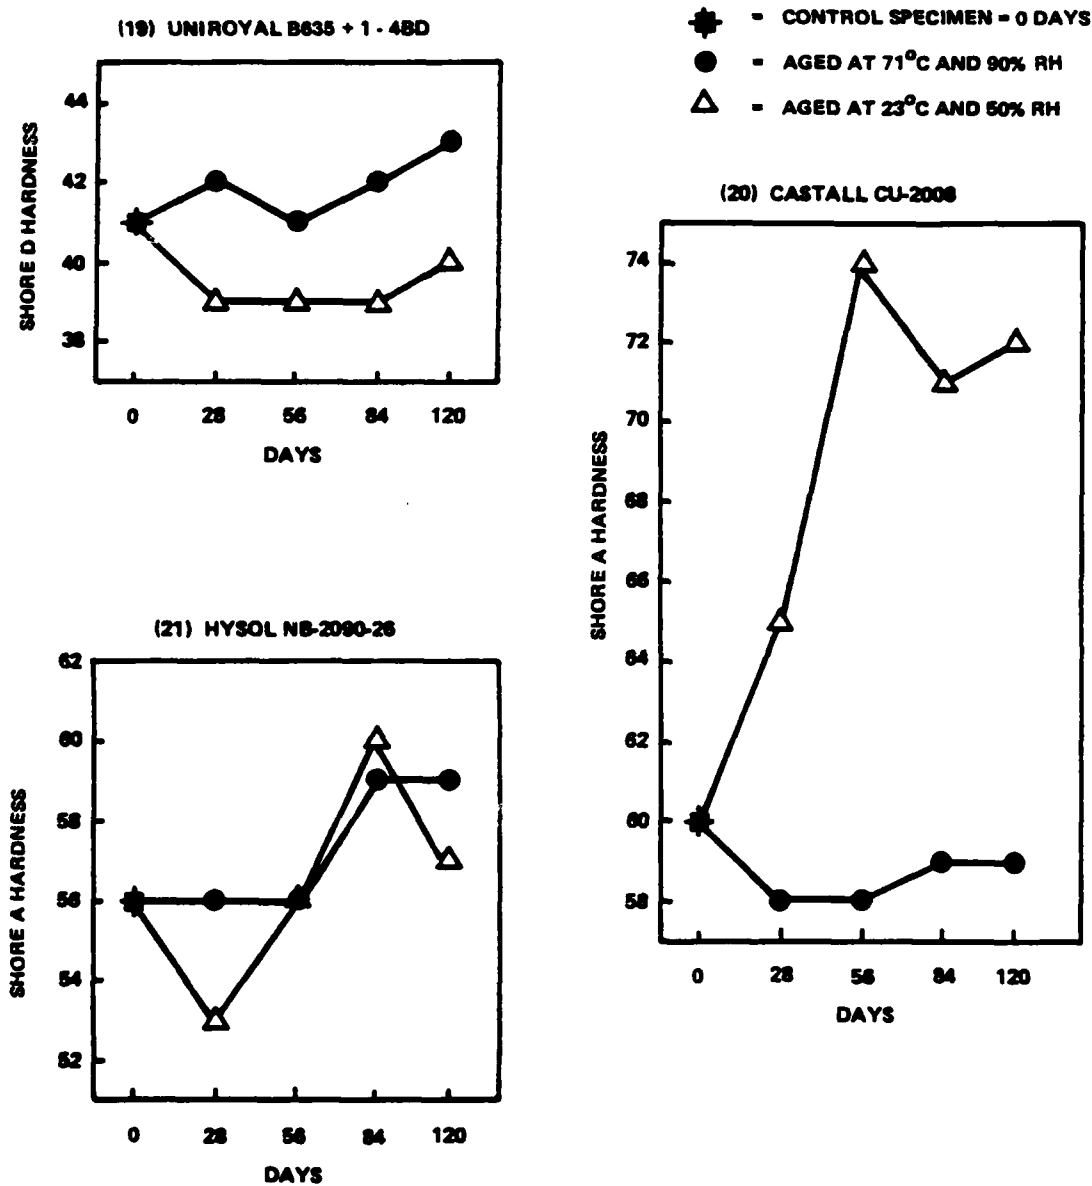 (19) UNIROYAL B635 + 1 - 4BD
44
42
40
38
SHORE D HARDNESS
0 28 56 84 120
DAYS
= CONTROL SPECIMEN = 0 DAYS
= AGED AT 71°C AND 90% RH
= AGED AT 23°C AND 50% RH
(20) CASTALL CU-2008
74
72
70
68
66
64
62
60
58
SHORE A HARDNESS
0 28 56 84 120
DAYS
(21) HYSOL NB-2090-26
62
60
58
56
54
52
SHORE A HARDNESS
0 28 56 84 120
DAYS